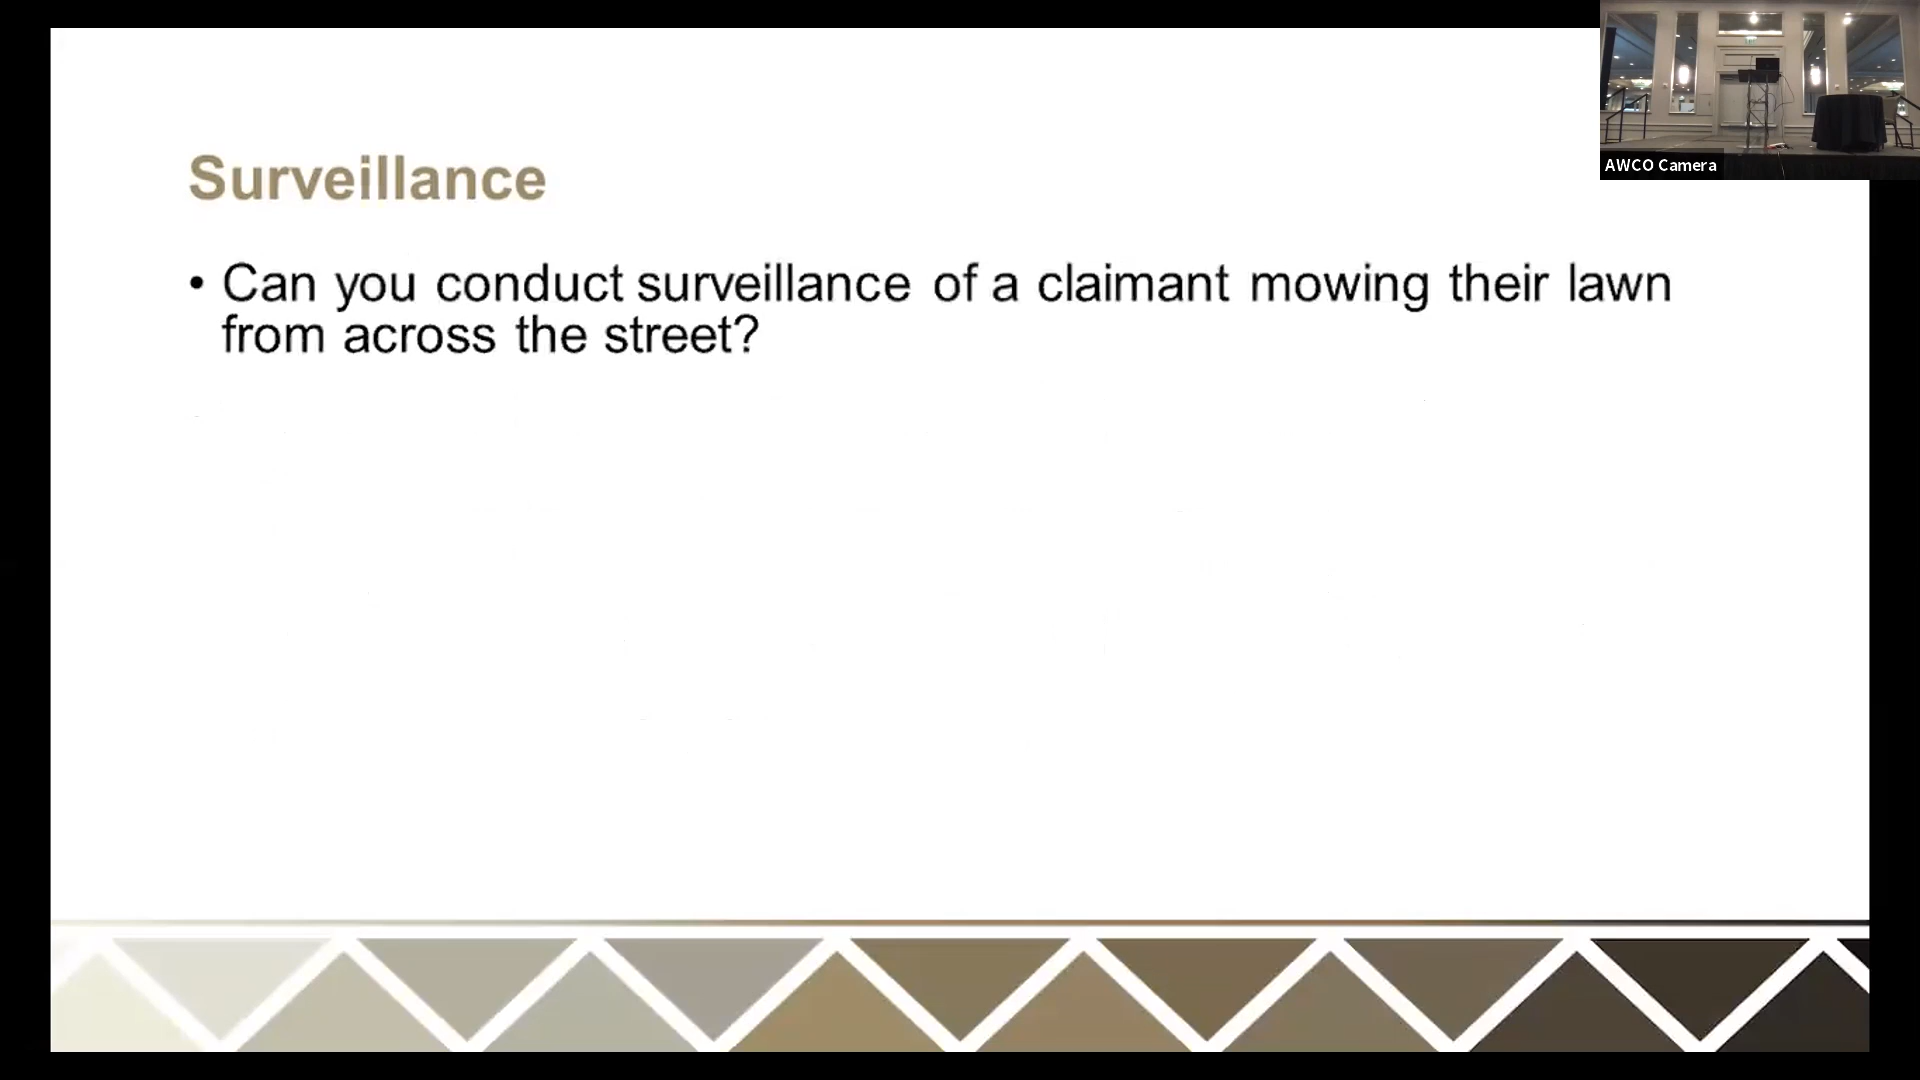 AWCO Camera
Surveillance
• Can you conduct surveillance of a claimant mowing their lawn
from across the street?